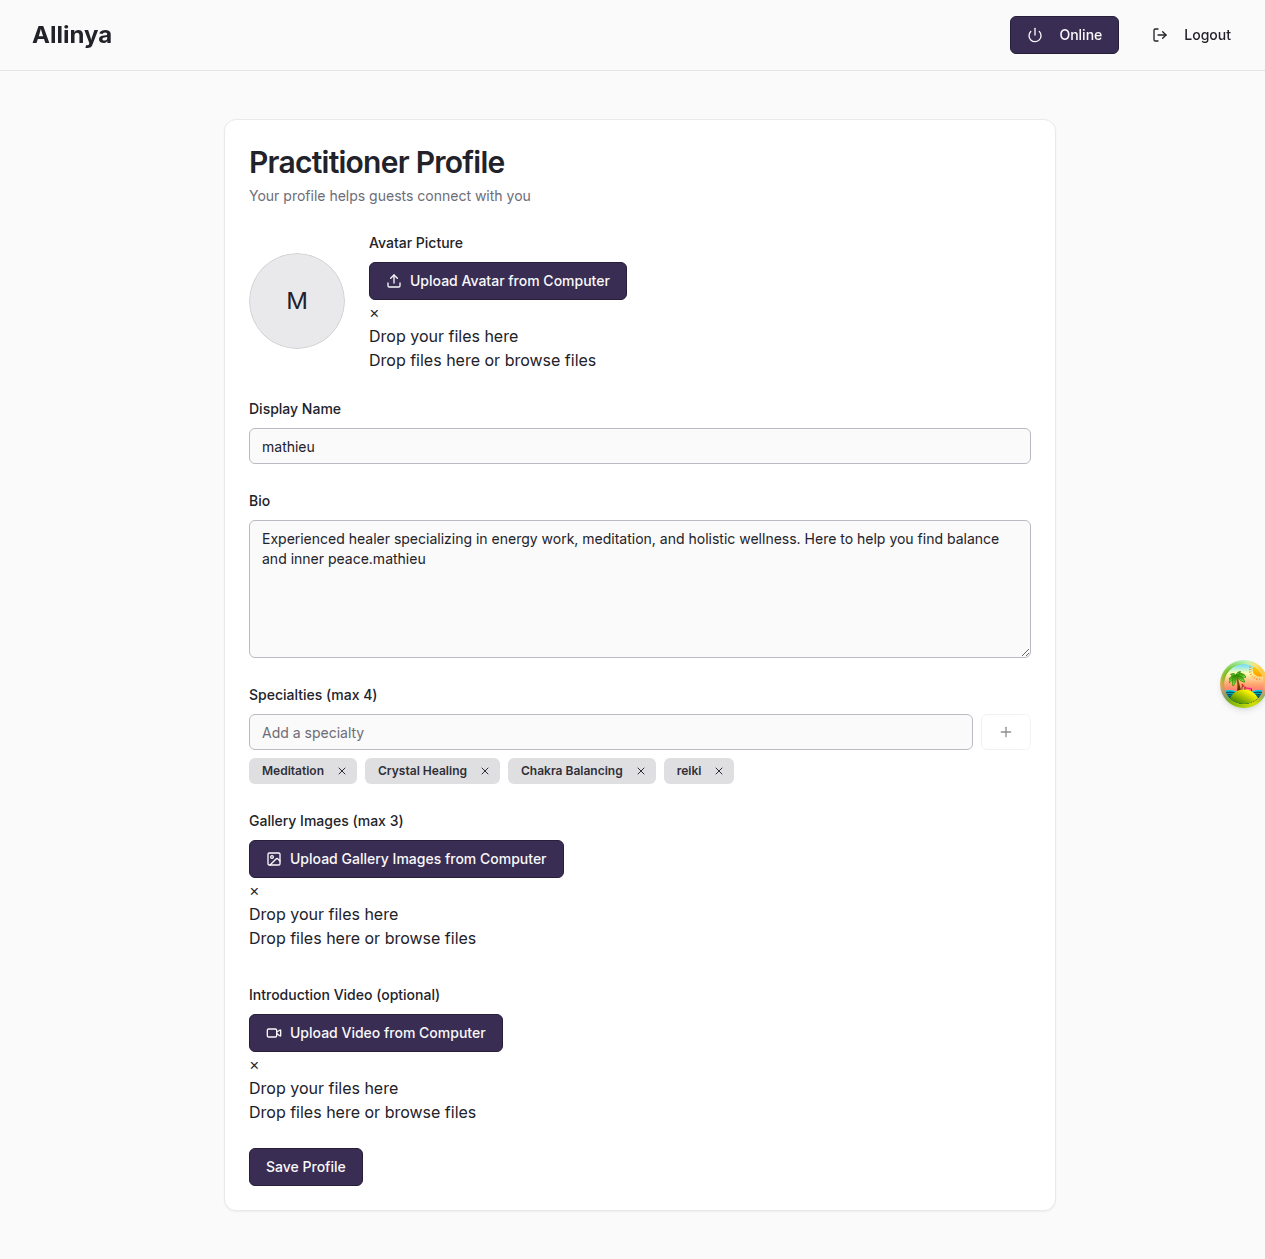 Allinya
Online
Logout
Practitioner Profile
Your profile helps guests connect with you
M
Avatar Picture
Upload Avatar from Computer
×
Drop your files here
Drop files here or browse files
Display Name
mathieu
Bio
Experienced healer specializing in energy work, meditation, and holistic wellness. Here to help you find balance
and inner peace.mathieu
Specialties (max 4)
Add a specialty
Meditation
Crystal Healing
Chakra Balancing
reiki
Gallery Images (max 3)
Upload Gallery Images from Computer
×
Drop your files here
Drop files here or browse files
Introduction Video (optional)
Upload Video from Computer
×
Drop your files here
Drop files here or browse files
Save Profile